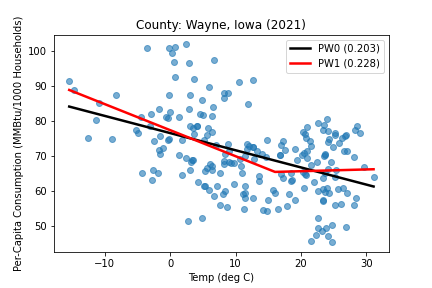 County: Wayne, Iowa (2021)
Per-Capita Consumption (MMBtu/1000 Households)
100
90
80
70
60
50
PW0 (0.203)
PW1 (0.228)
−10 0 10 20 30
Temp (deg C)